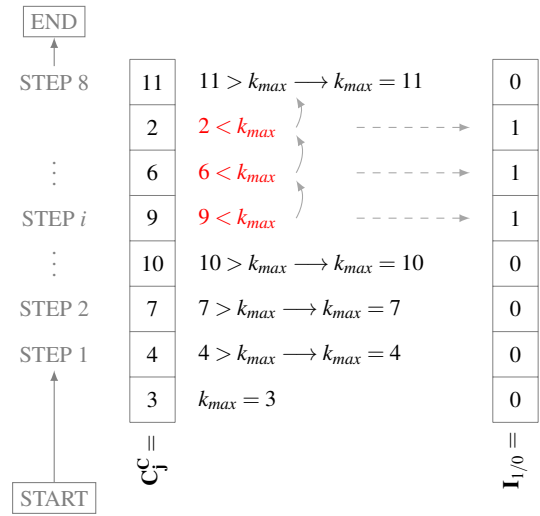 END
STEP 8 11 11 > k_max ⟶ k_max = 11 0
2 2 < k_max 1
⋮ 6 6 < k_max 1
STEP i 9 9 < k_max 1
⋮ 10 10 > k_max ⟶ k_max = 10 0
STEP 2 7 7 > k_max ⟶ k_max = 7 0
STEP 1 4 4 > k_max ⟶ k_max = 4 0
3 k_max = 3 0
C_j^C = I_1/0 =
START